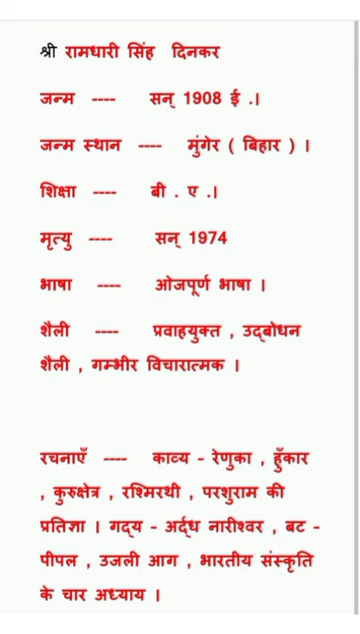 श्री रामधारी सिंह दिनकर
जन्म ---- सन् 1908 ई .।
जन्म स्थान ---- मुंगेर ( बिहार ) ।
शिक्षा ---- बी . ए .।
मृत्यु ---- सन् 1974
भाषा ---- ओजपूर्ण भाषा ।
शैली ---- प्रवाहयुक्त , उद्बोधन
शैली , गम्भीर विचारात्मक ।
रचनाएँ ---- काव्य - रेणुका , हुँकार
, कुरुक्षेत्र , रश्मिरथी , परशुराम की
प्रतिज्ञा । गद्य - अर्द्ध नारीश्वर , बट -
पीपल , उजली आग , भारतीय संस्कृति
के चार अध्याय ।